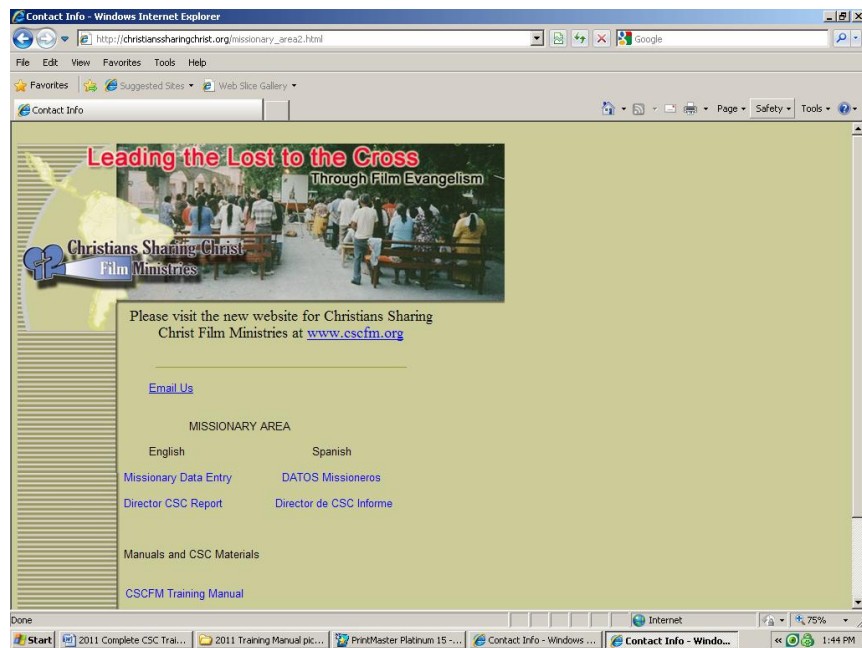 Contact Info - Windows Internet Explorer
http://christianssharingchrist.org/missionary_area2.html
Google
File Edit View Favorites Tools Help
Favorites Suggested Sites Web Slice Gallery
Contact Info Page Safety Tools
Leading the Lost to the Cross
Through Film Evangelism
Christians Sharing Christ
Film Ministries
Please visit the new website for Christians Sharing
Christ Film Ministries at www.cscfm.org
Email Us
MISSIONARY AREA
English Spanish
Missionary Data Entry DATOS Missioneros
Director CSC Report Director de CSC Informe
Manuals and CSC Materials
CSCFM Training Manual
Done Internet 75%
Start 2011 Complete CSC Trai... 2011 Training Manual pic... PrintMaster Platinum 15 -... Contact Info - Windows ... Contact Info - Windo... « 1:44 PM